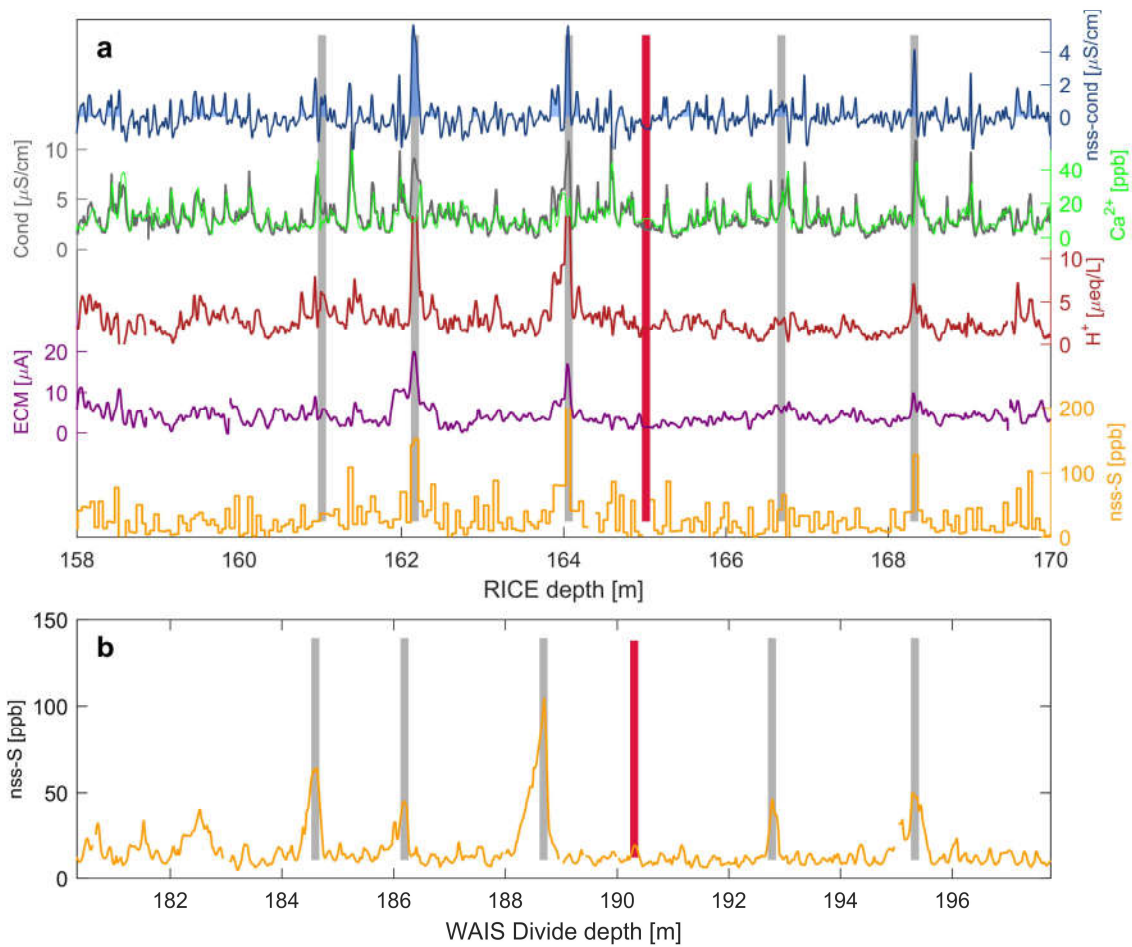 a
nss-cond [μS/cm]
4
2
0
Cond [μS/cm]
10
5
0
Ca2+ [ppb]
40
20
0
H+ [μeq/L]
10
5
0
ECM [μA]
20
10
0
nss-S [ppb]
200
100
0
158 160 162 164 166 168 170
RICE depth [m]
b
nss-S [ppb]
150
100
50
0
182 184 186 188 190 192 194 196
WAIS Divide depth [m]